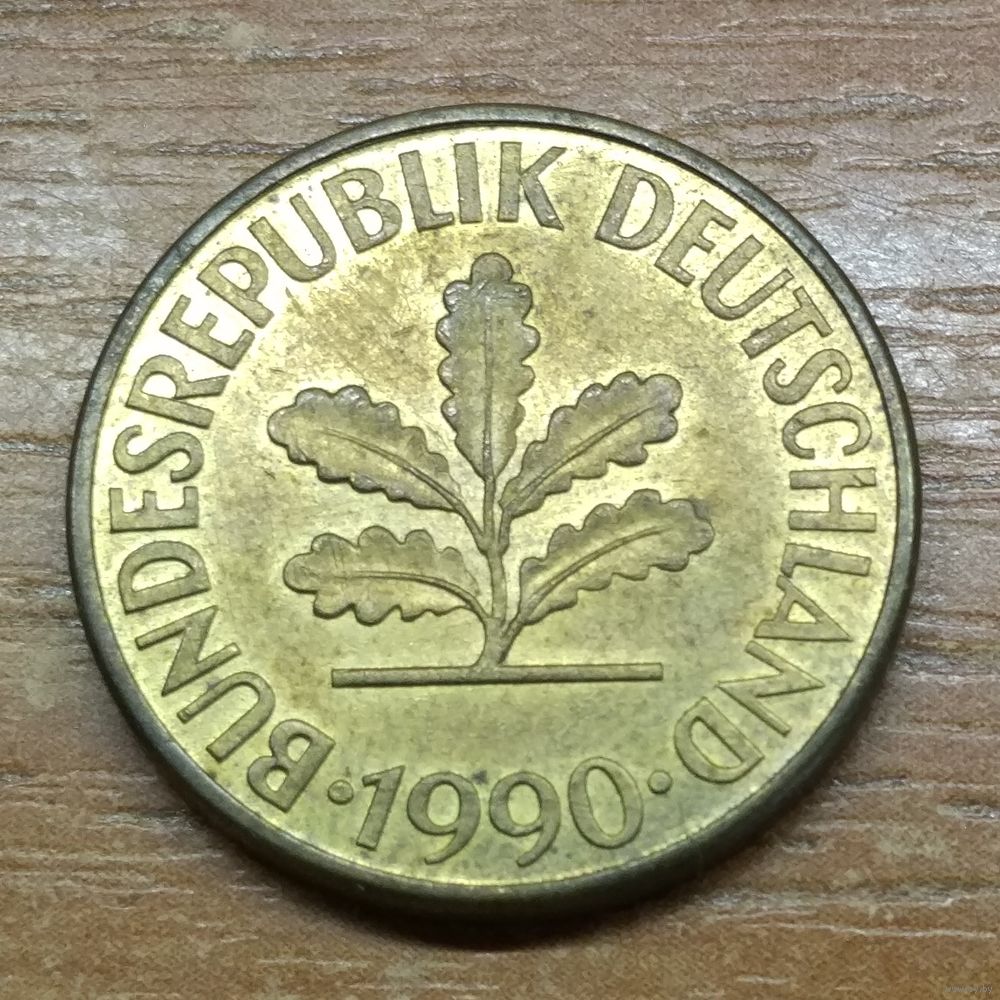 BUNDESREPUBLIK DEUTSCHLAND
· 1990 ·